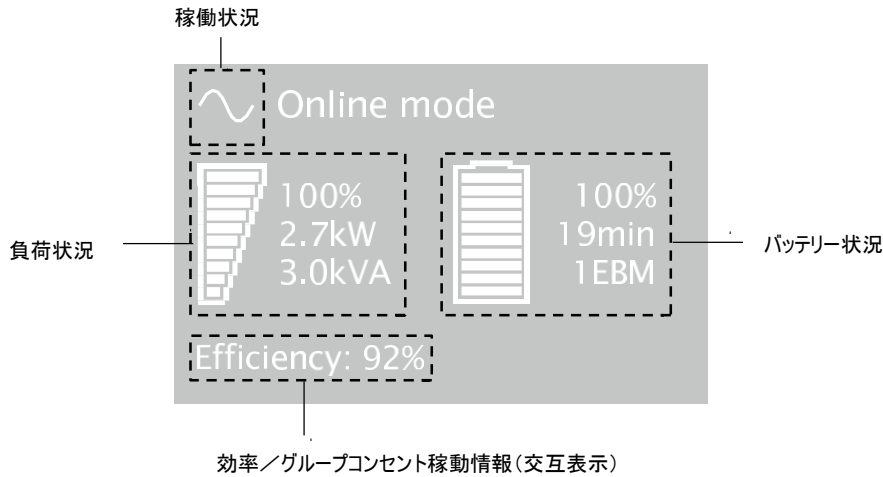 稼働状況
Online mode
100%
2.7kW
3.0kVA
100%
19min
1EBM
負荷状況
バッテリー状況
Efficiency: 92%
効率／グループコンセント稼動情報（交互表示）